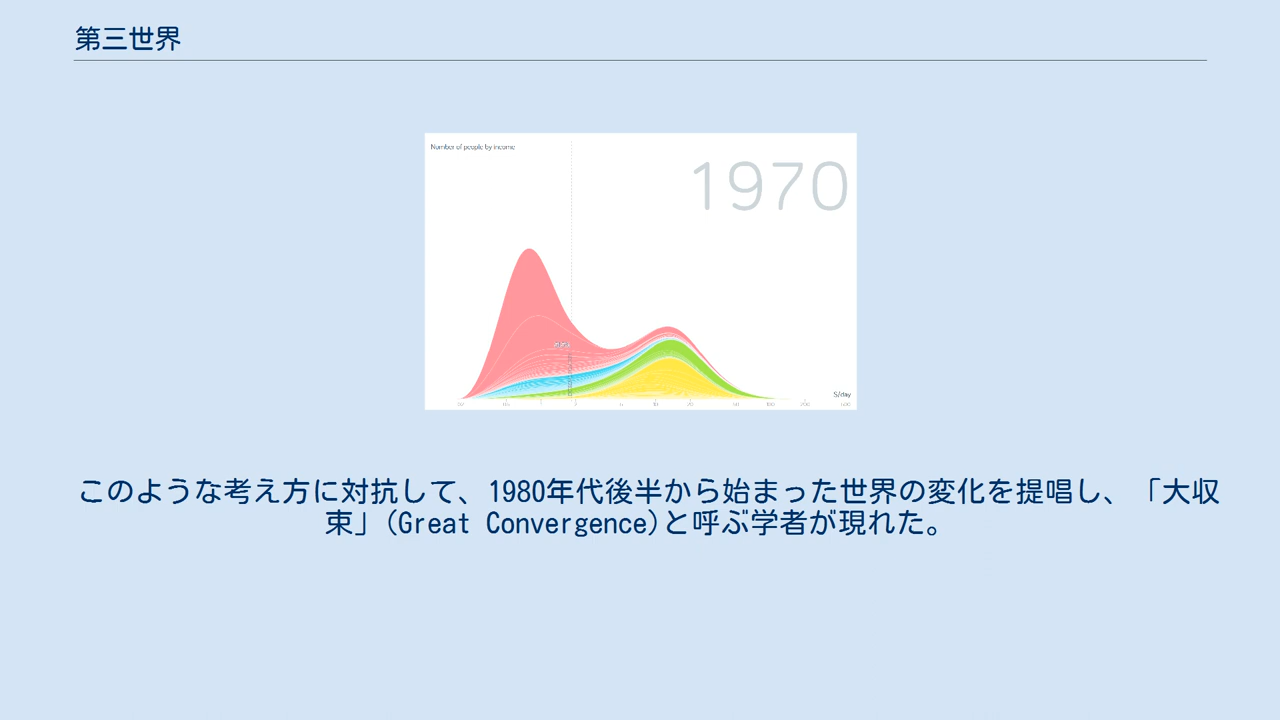 第三世界
Number of people by income
1970
$/day
このような考え方に対抗して、1980年代後半から始まった世界の変化を提唱し、「大収
束」(Great Convergence)と呼ぶ学者が現れた。